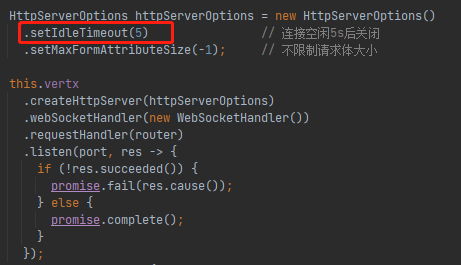 HttpServerOptions httpServerOptions = new HttpServerOptions()
.setIdleTimeout(5) // 连接空闲5s后关闭
.setMaxFormAttributeSize(-1); // 不限制请求体大小
this.vertx
.createHttpServer(httpServerOptions)
.webSocketHandler(new WebSocketHandler())
.requestHandler(router)
.listen(port, res -> {
if (!res.succeeded()) {
promise.fail(res.cause());
} else {
promise.complete();
}
});